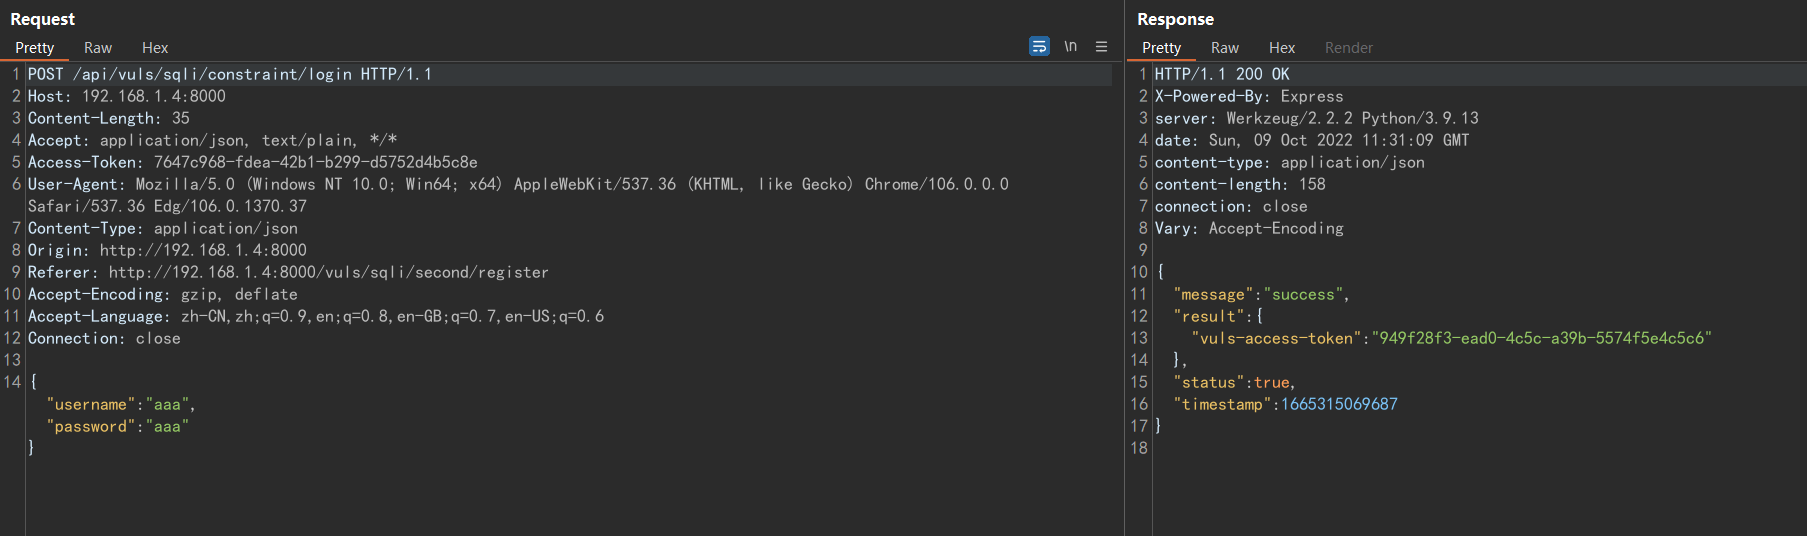 Request
Pretty Raw Hex \n
1 POST /api/vuls/sqli/constraint/login HTTP/1.1
2 Host: 192.168.1.4:8000
3 Content-Length: 35
4 Accept: application/json, text/plain, */*
5 Access-Token: 7647c968-fdea-42b1-b299-d5752d4b5c8e
6 User-Agent: Mozilla/5.0 (Windows NT 10.0; Win64; x64) AppleWebKit/537.36 (KHTML, like Gecko) Chrome/106.0.0.0
Safari/537.36 Edg/106.0.1370.37
7 Content-Type: application/json
8 Origin: http://192.168.1.4:8000
9 Referer: http://192.168.1.4:8000/vuls/sqli/second/register
10 Accept-Encoding: gzip, deflate
11 Accept-Language: zh-CN,zh;q=0.9,en;q=0.8,en-GB;q=0.7,en-US;q=0.6
12 Connection: close
13
14 {
"username":"aaa",
"password":"aaa"
}
Response
Pretty Raw Hex Render
1 HTTP/1.1 200 OK
2 X-Powered-By: Express
3 server: Werkzeug/2.2.2 Python/3.9.13
4 date: Sun, 09 Oct 2022 11:31:09 GMT
5 content-type: application/json
6 content-length: 158
7 connection: close
8 Vary: Accept-Encoding
9
10 {
11 "message":"success",
12 "result":{
13 "vuls-access-token":"949f28f3-ead0-4c5c-a39b-5574f5e4c5c6"
14 },
15 "status":true,
16 "timestamp":1665315069687
17 }
18